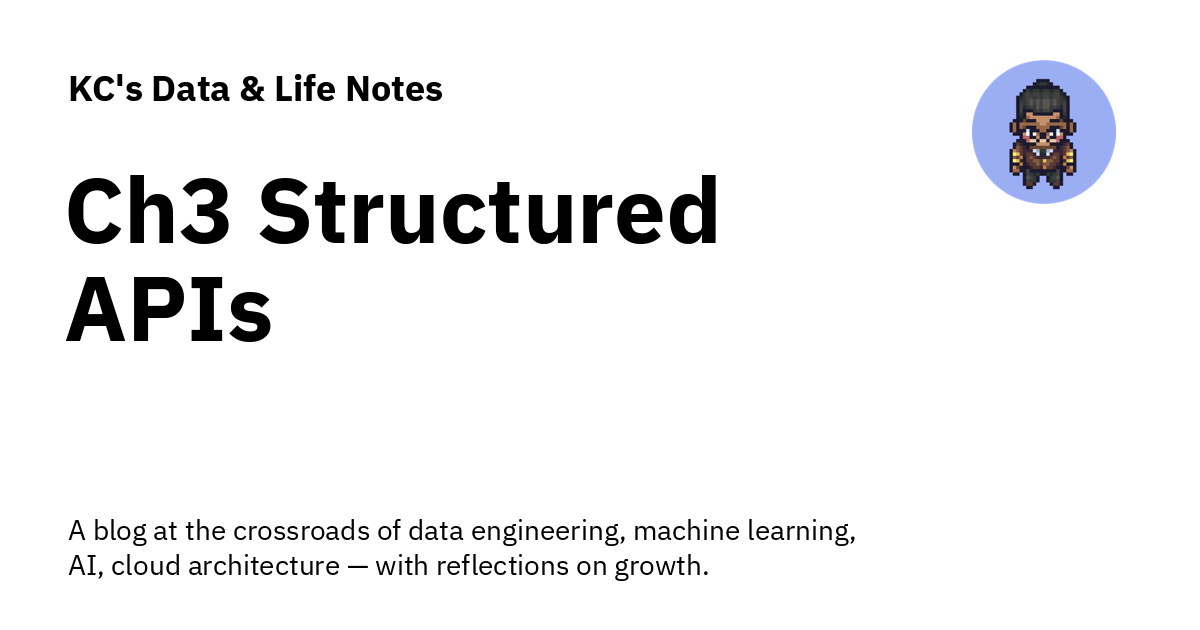 KC's Data & Life Notes
Ch3 Structured
APIs
A blog at the crossroads of data engineering, machine learning,
AI, cloud architecture — with reflections on growth.